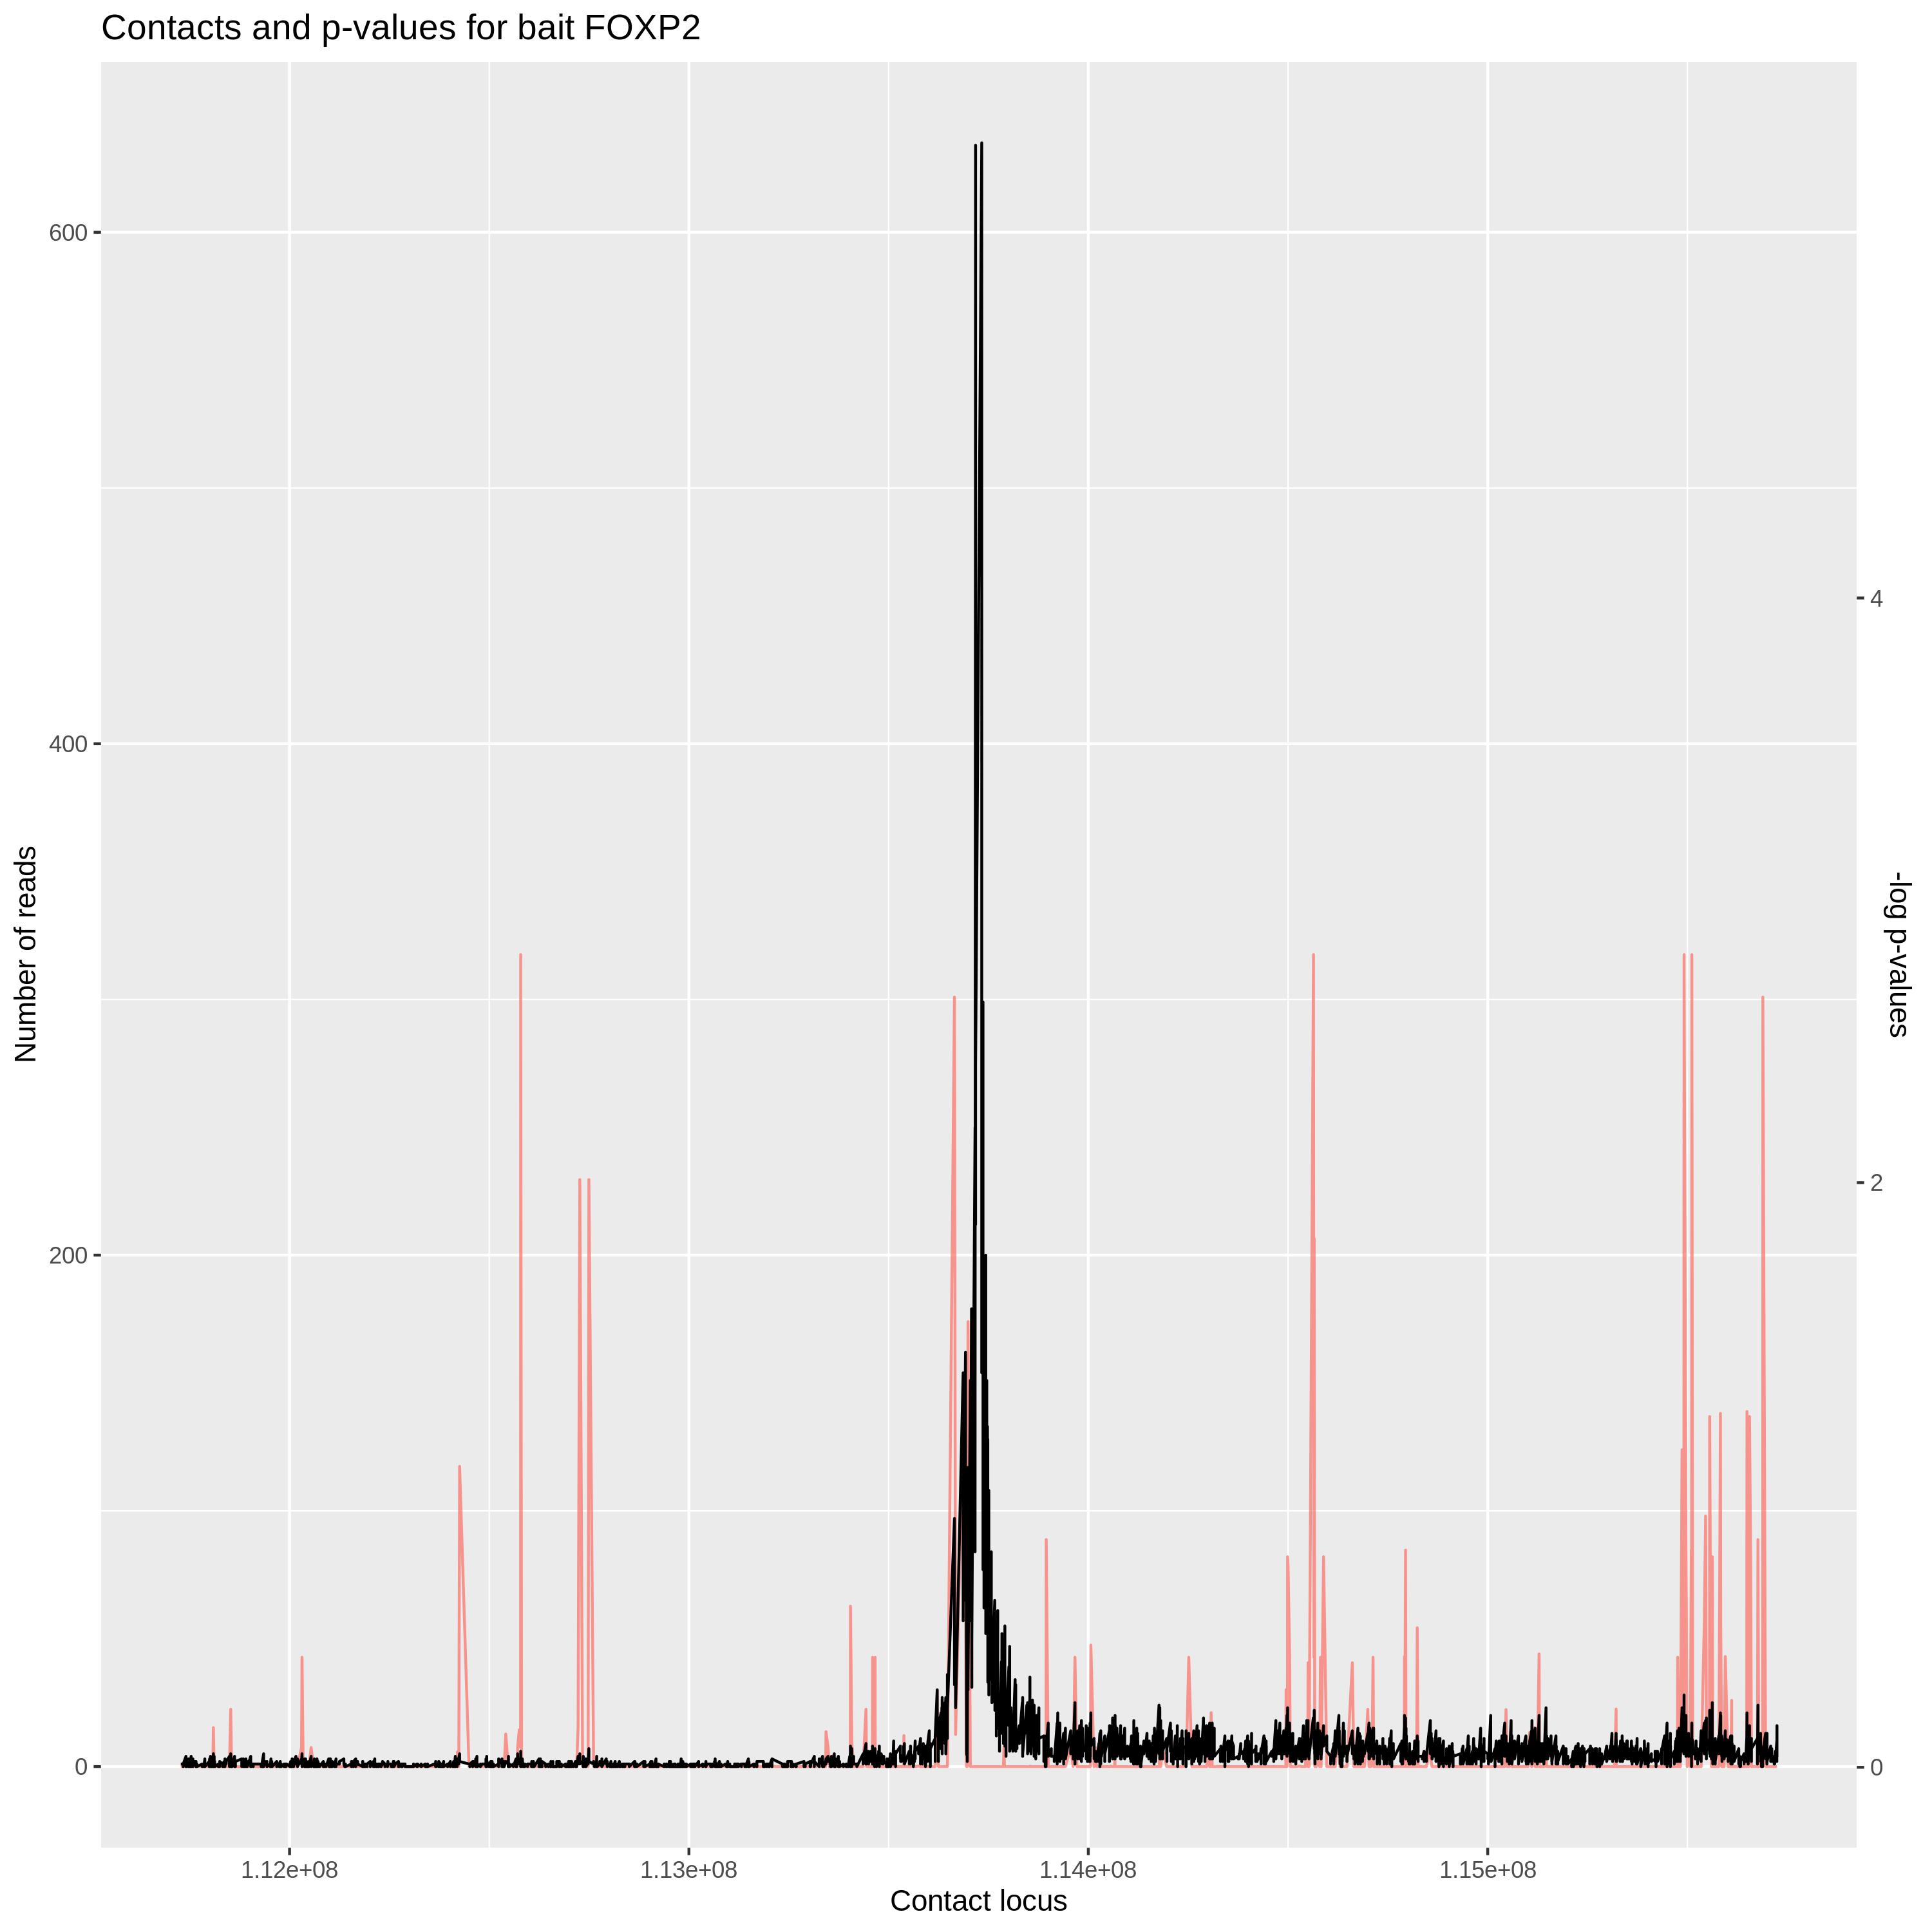 Contacts and p-values for bait FOXP2
600
400
200
0
Number of reads
4
2
0
-log p-values
1.12e+08
1.13e+08
1.14e+08
1.15e+08
Contact locus